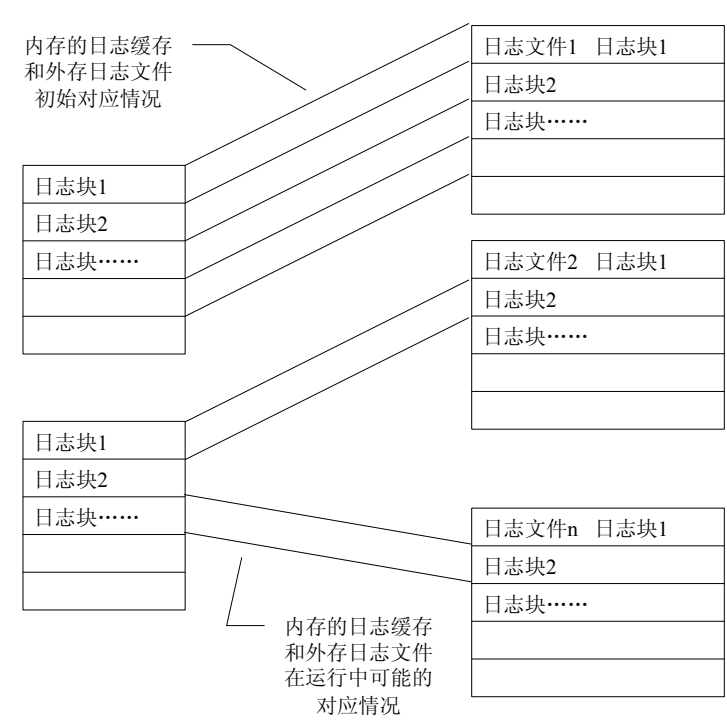 内存的日志缓存
和外存日志文件
初始对应情况
日志块1
日志块2
日志块……
日志文件1 日志块1
日志块2
日志块……
日志文件2 日志块1
日志块2
日志块……
日志块1
日志块2
日志块……
日志文件n 日志块1
日志块2
日志块……
内存的日志缓存
和外存日志文件
在运行中可能的
对应情况